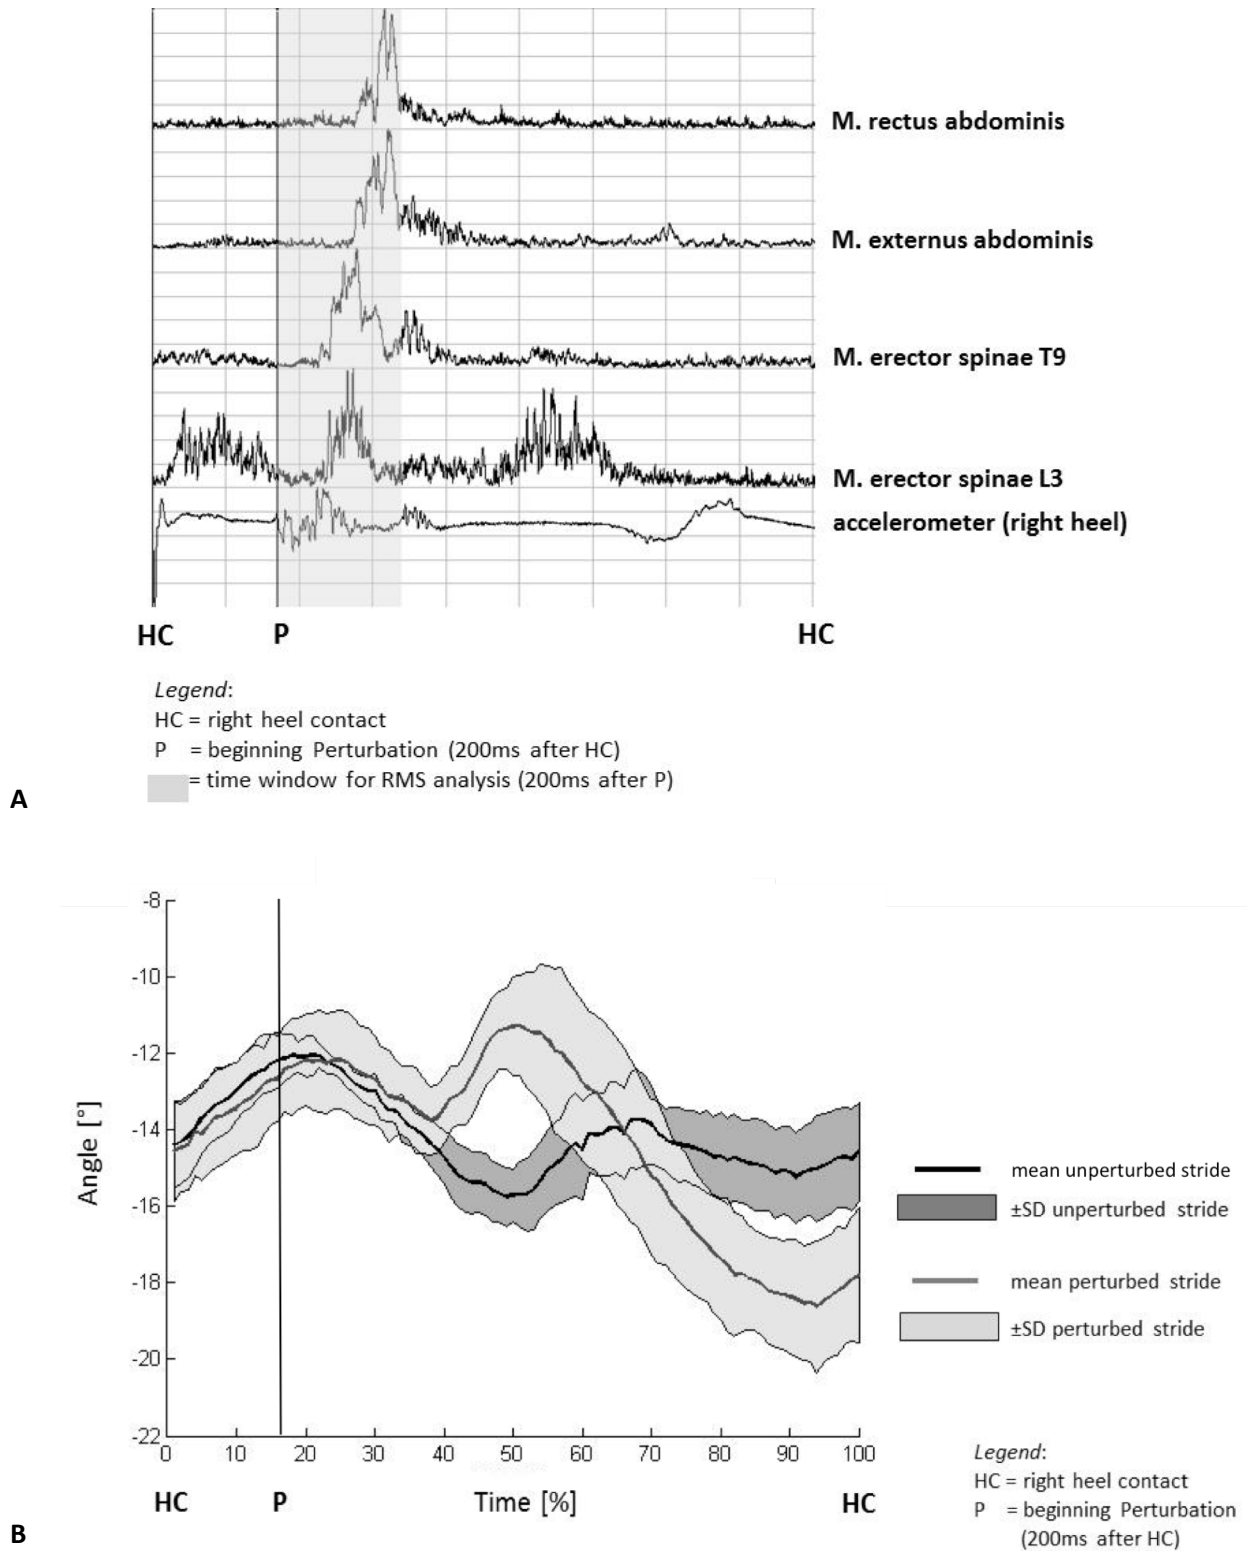 M. rectus abdominis
M. externus abdominis
M. erector spinae T9
M. erector spinae L3
accelerometer (right heel)
HC P HC
Legend:
HC = right heel contact
P = beginning Perturbation (200ms after HC)
= time window for RMS analysis (200ms after P)
A
-8
-10
-12
-14
-16
-18
-20
-22
Angle [°]
0 10 20 30 40 50 60 70 80 90 100
HC P Time [%] HC
mean unperturbed stride
±SD unperturbed stride
mean perturbed stride
±SD perturbed stride
Legend:
HC = right heel contact
P = beginning Perturbation
(200ms after HC)
B